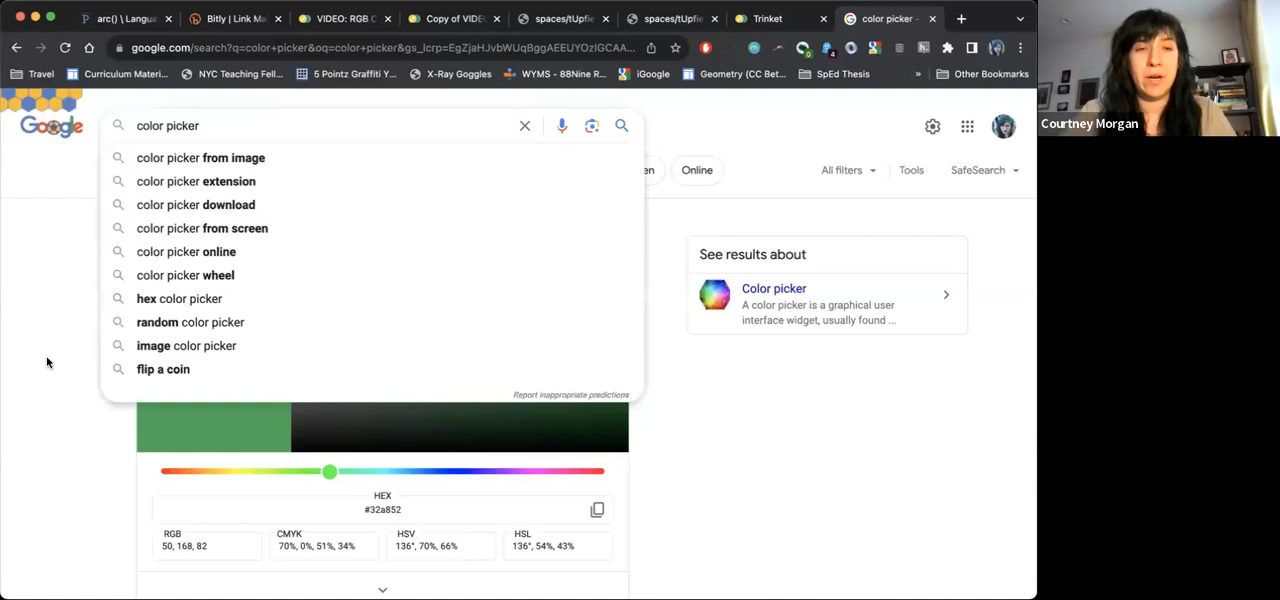 arc() \ Langua
Bitly | Link Ma
VIDEO: RGB C
Copy of VIDEO
spaces/tUpfie
spaces/tUpfie
Trinket
color picker -
google.com/search?q=color+picker&oq=color+picker&gs_lcrp=EgZjaHJvbWUqBggAEEUYOzIGCAA...
Travel
Curriculum Materi...
NYC Teaching Fell...
5 Pointz Graffiti Y...
X-Ray Goggles
WYMS - 88Nine R...
iGoogle
Geometry (CC Bet...
SpEd Thesis
»
Other Bookmarks
Courtney Morgan
Google
color picker
en
Online
All filters
Tools
SafeSearch
color picker from image
color picker extension
color picker download
color picker from screen
color picker online
color picker wheel
hex color picker
random color picker
image color picker
flip a coin
Report inappropriate predictions
See results about
Color picker
A color picker is a graphical user
interface widget, usually found ...
HEX
#32a852
RGB
50, 168, 82
CMYK
70%, 0%, 51%, 34%
HSV
136°, 70%, 66%
HSL
136°, 54%, 43%